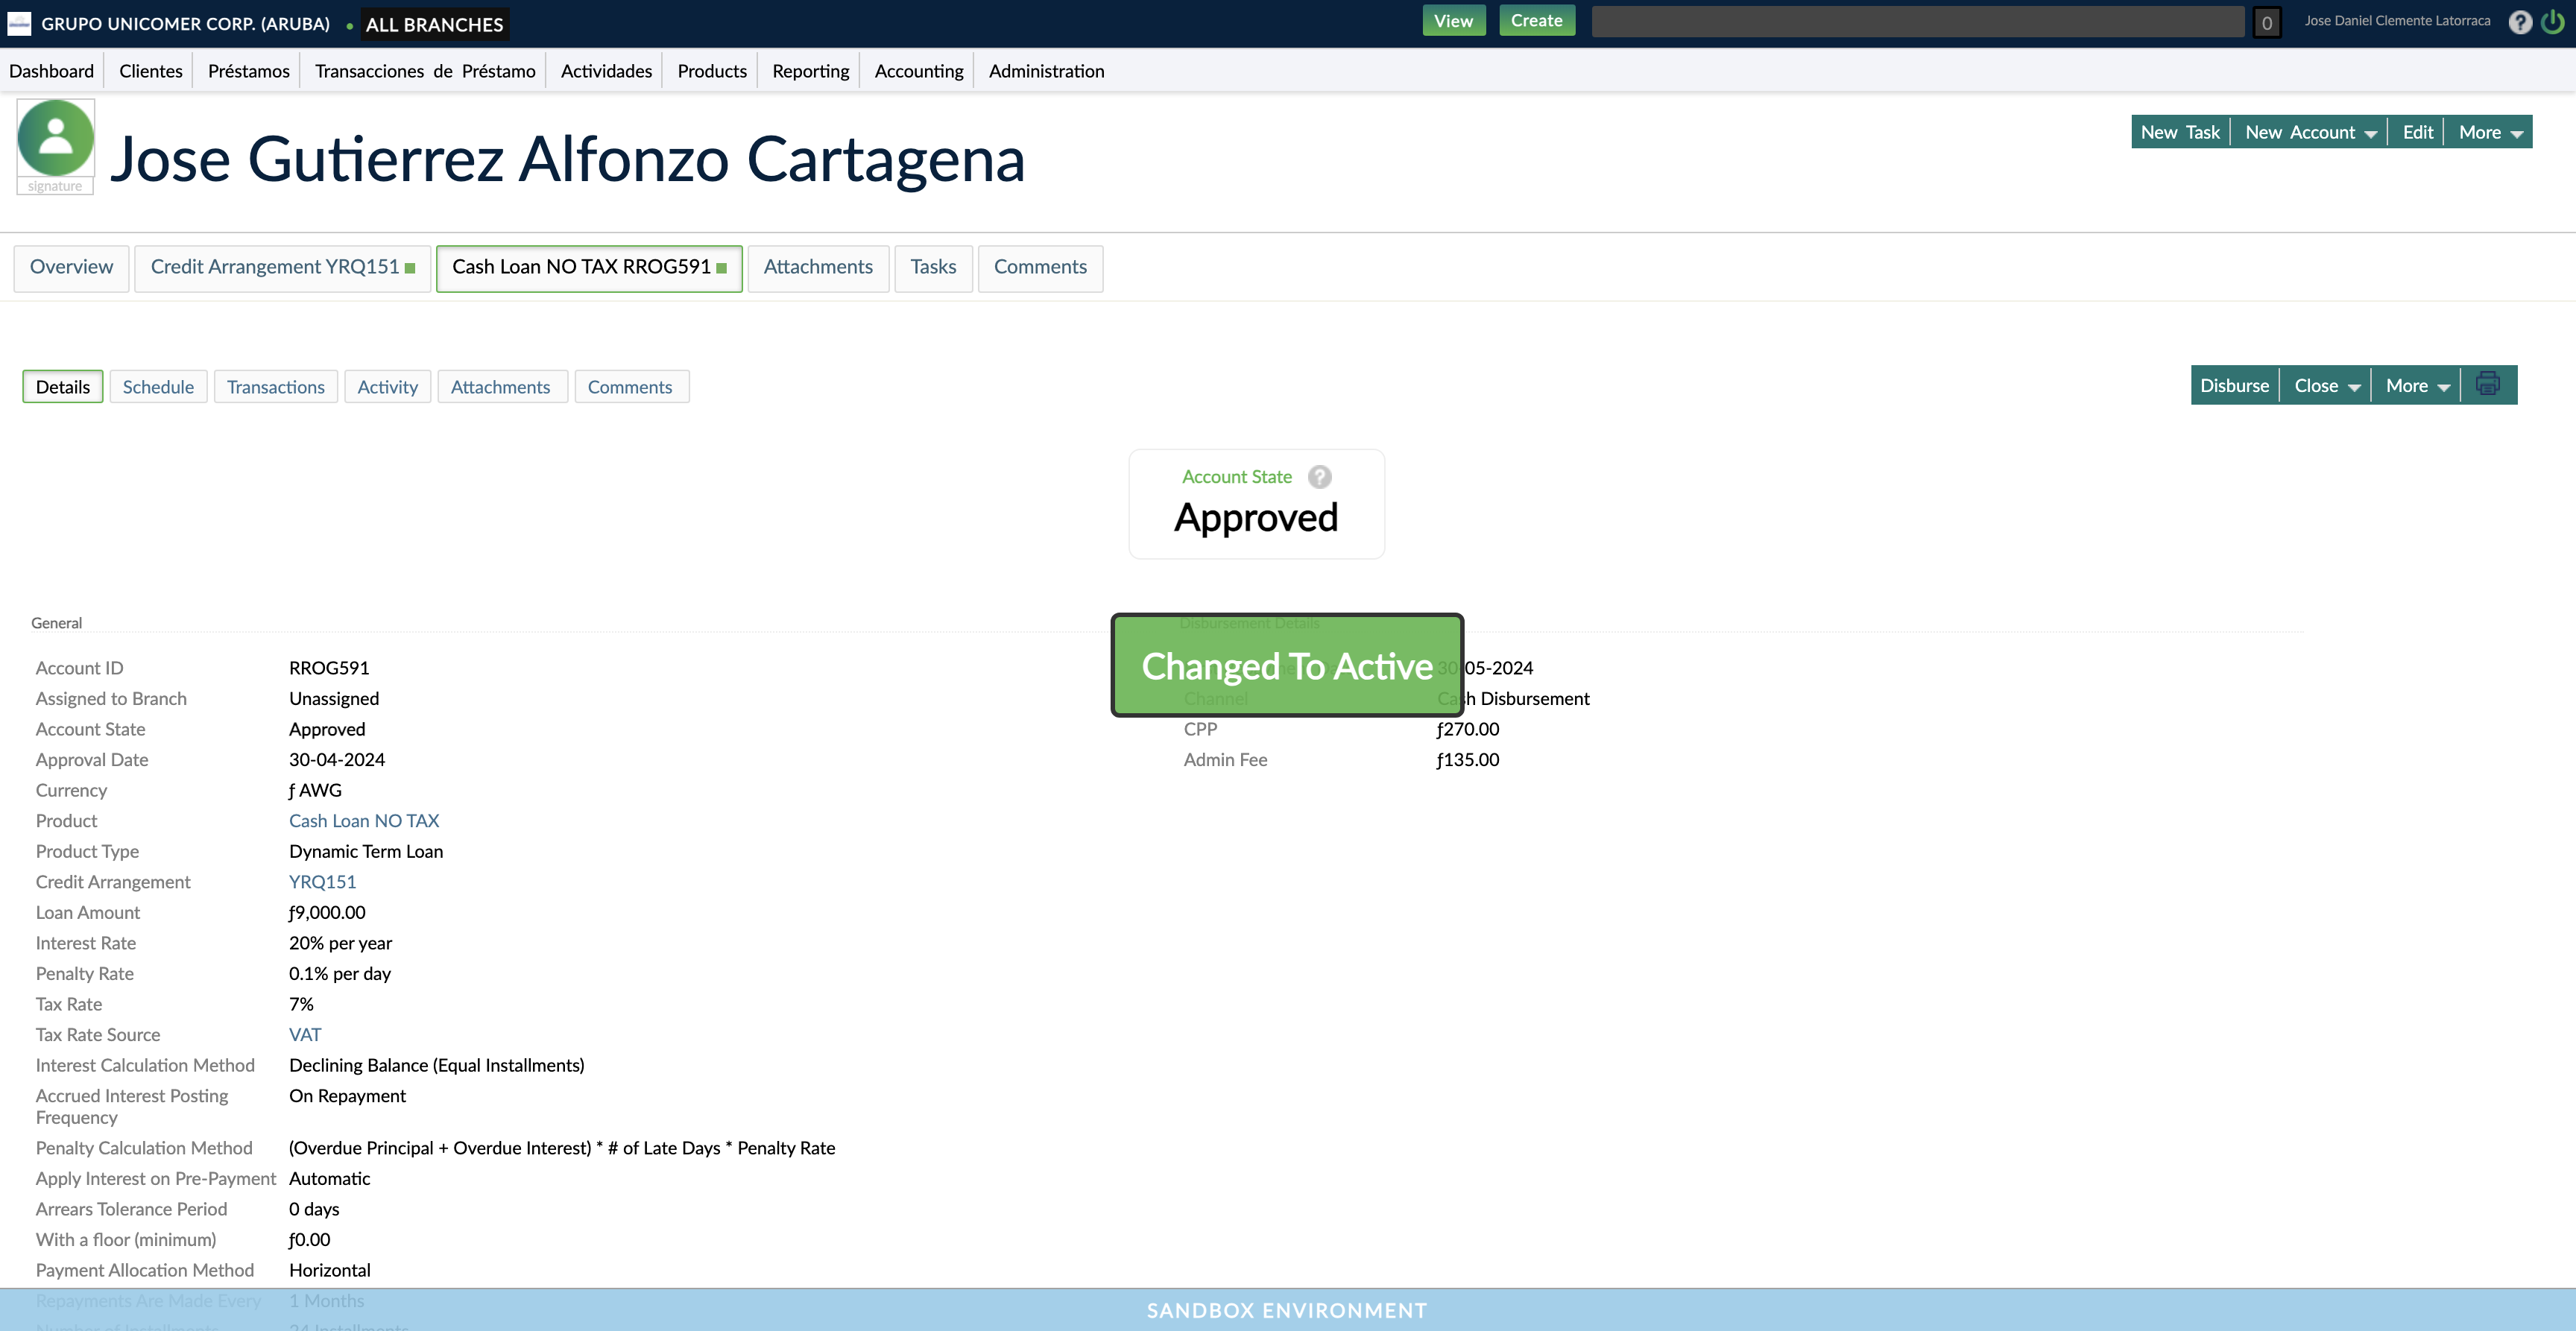 GRUPO UNICOMER CORP. (ARUBA) • ALL BRANCHES View Create 0 Jose Daniel Clemente Latorraca ?
Dashboard Clientes Préstamos Transacciones de Préstamo Actividades Products Reporting Accounting Administration
signature
Jose Gutierrez Alfonzo Cartagena
New Task New Account Edit More
Overview Credit Arrangement YRQ151 Cash Loan NO TAX RROG591 Attachments Tasks Comments
Details Schedule Transactions Activity Attachments Comments
Disburse Close More
Account State ?
Approved
General
Account ID RROG591
Assigned to Branch Unassigned
Account State Approved
Approval Date 30-04-2024
Currency ƒ AWG
Product Cash Loan NO TAX
Product Type Dynamic Term Loan
Credit Arrangement YRQ151
Loan Amount ƒ9,000.00
Interest Rate 20% per year
Penalty Rate 0.1% per day
Tax Rate 7%
Tax Rate Source VAT
Interest Calculation Method Declining Balance (Equal Installments)
Accrued Interest Posting On Repayment
Frequency
Penalty Calculation Method (Overdue Principal + Overdue Interest) * # of Late Days * Penalty Rate
Apply Interest on Pre-Payment Automatic
Arrears Tolerance Period 0 days
With a floor (minimum) ƒ0.00
Payment Allocation Method Horizontal
Repayments Are Made Every 1 Months
Disbursement Details
Changed To Active
30-05-2024
Channel Cash Disbursement
CPP ƒ270.00
Admin Fee ƒ135.00
SANDBOX ENVIRONMENT